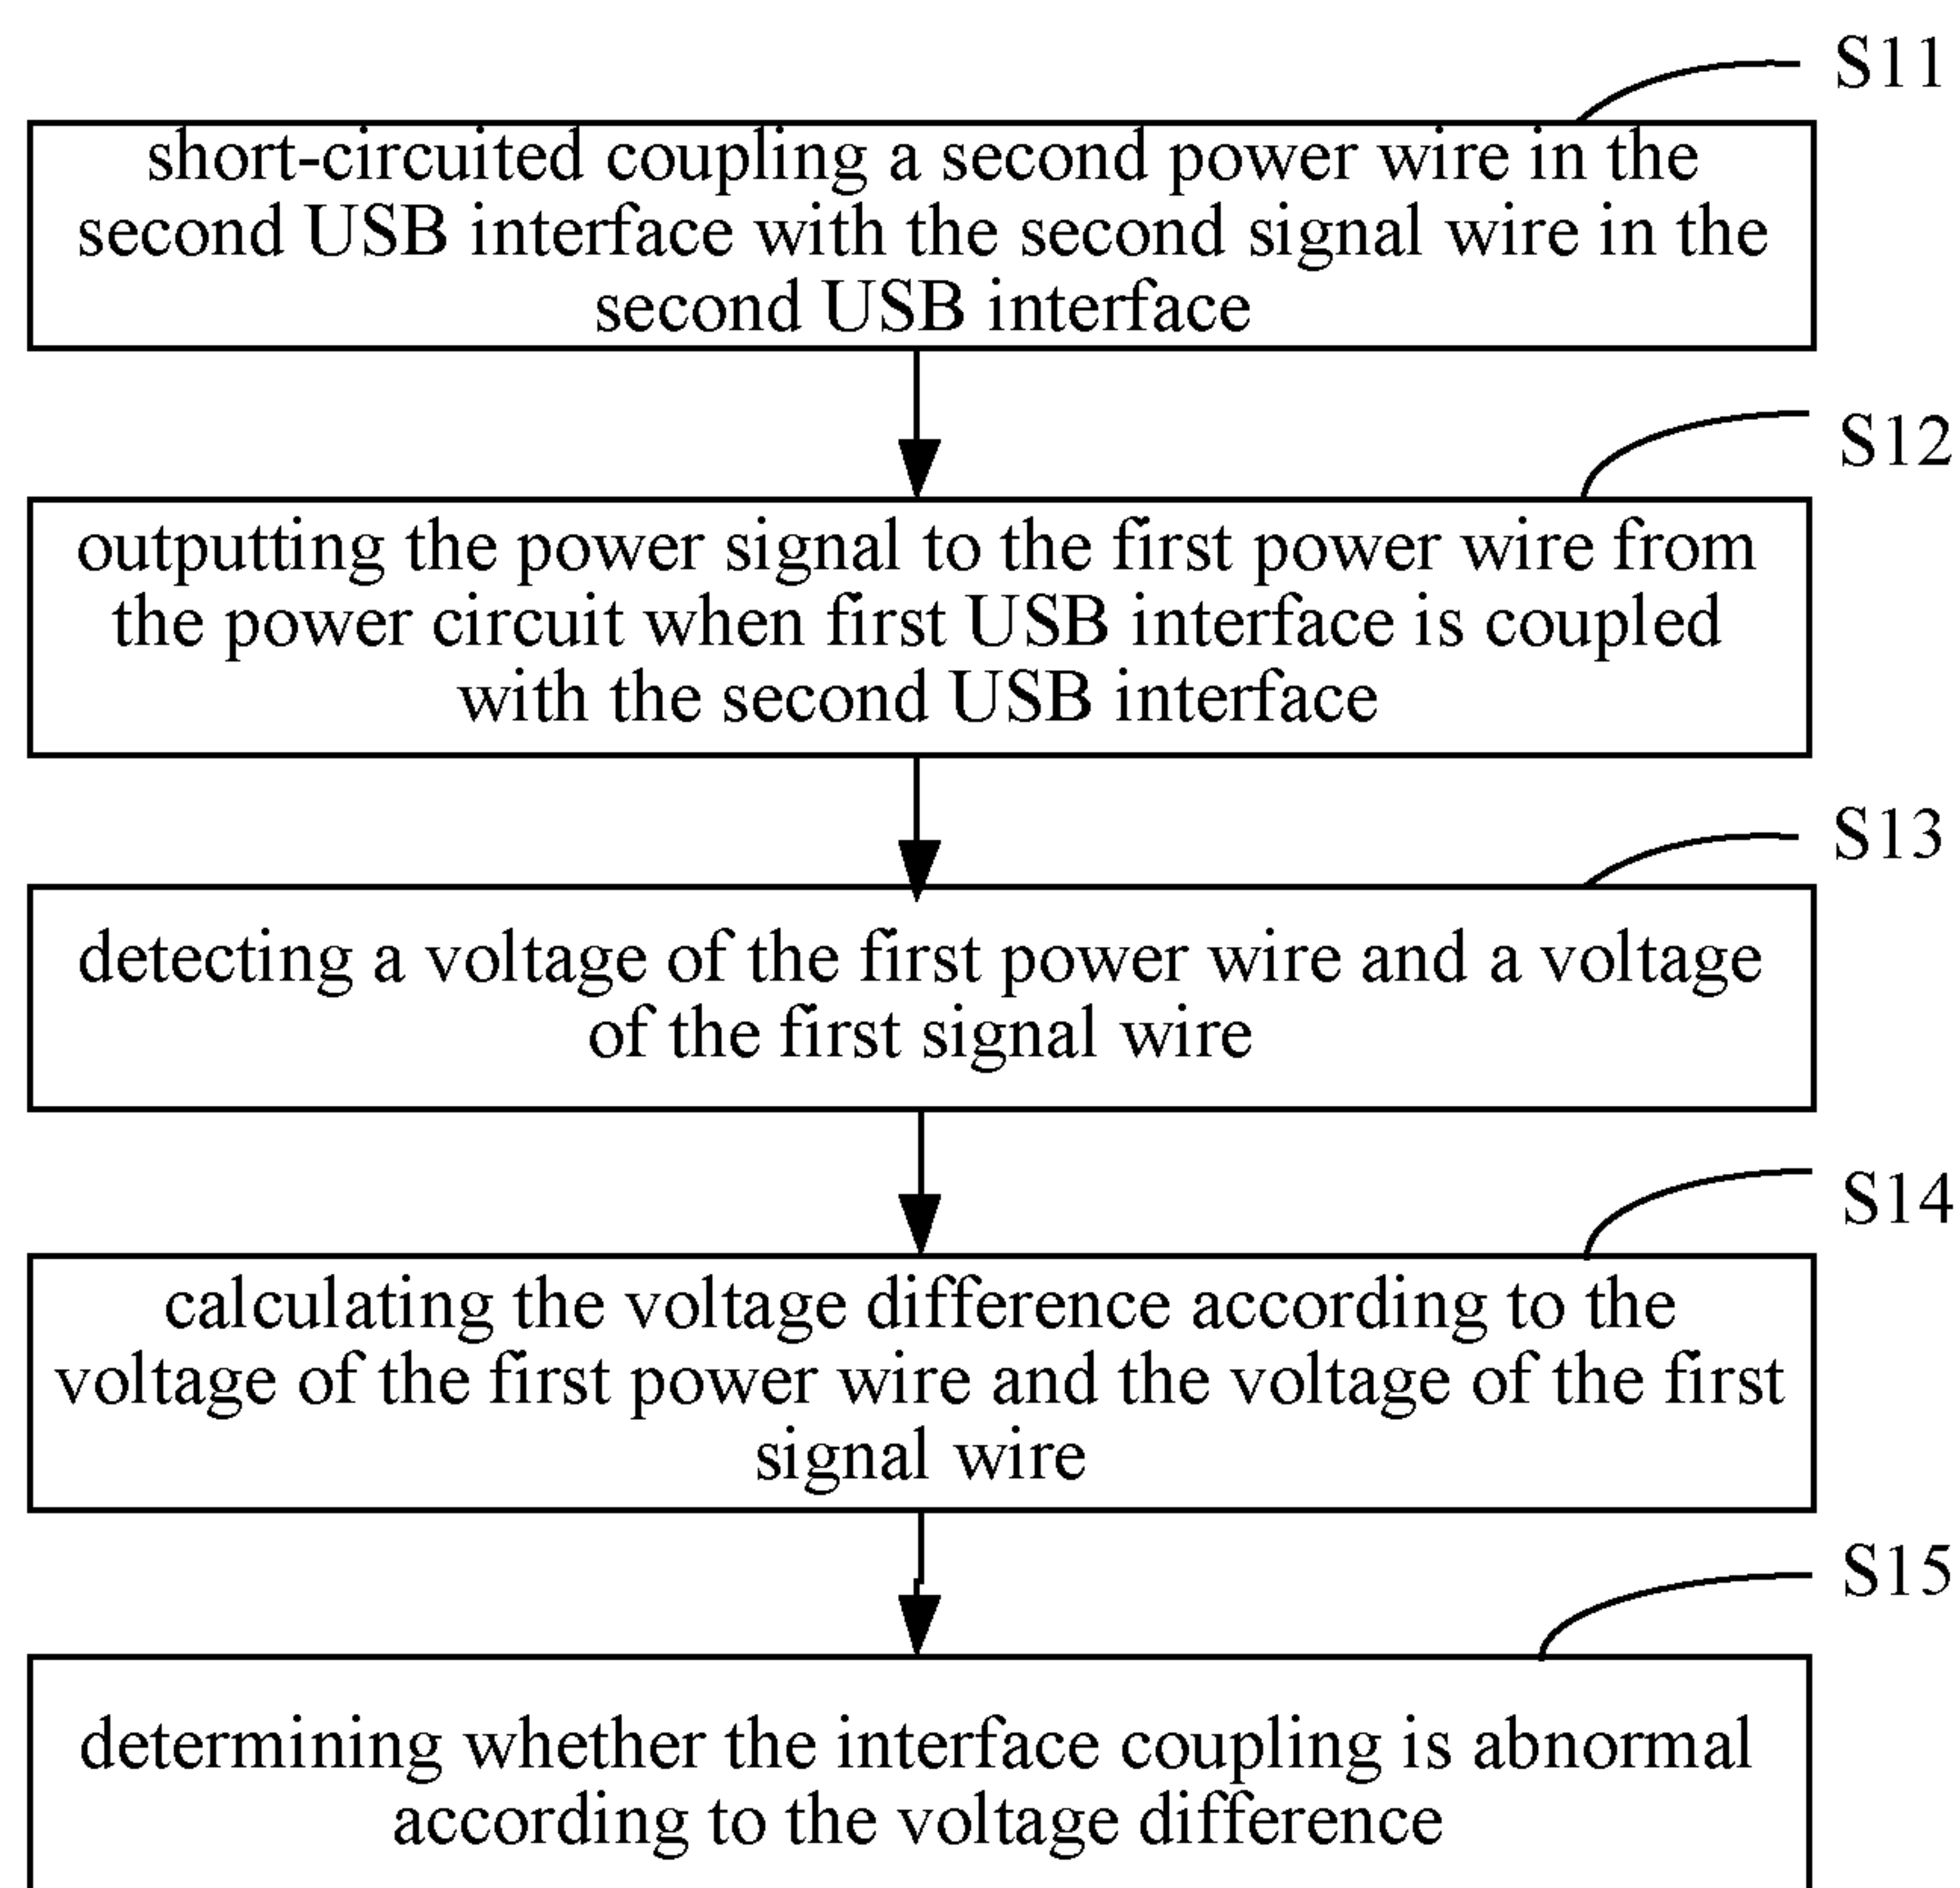 S11
short-circuited coupling a second power wire in the
second USB interface with the second signal wire in the
second USB interface
S12
outputting the power signal to the first power wire from
the power circuit when first USB interface is coupled
with the second USB interface
S13
detecting a voltage of the first power wire and a voltage
of the first signal wire
S14
calculating the voltage difference according to the
voltage of the first power wire and the voltage of the first
signal wire
S15
determining whether the interface coupling is abnormal
according to the voltage difference